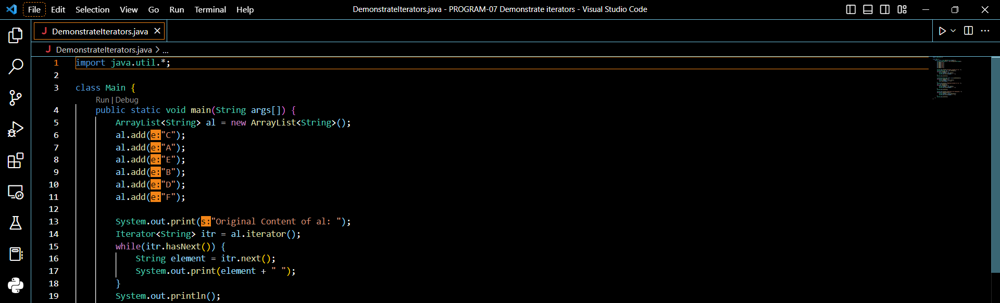 File Edit Selection View Go Run Terminal Help DemonstrateIterators.java - PROGRAM-07 Demonstrate iterators - Visual Studio Code
J DemonstrateIterators.java
J DemonstrateIterators.java > ...
1 import java.util.*;
2
3 class Main {
Run | Debug
4 public static void main(String args[]) {
5 ArrayList<String> al = new ArrayList<String>();
6 al.add(e:"C");
7 al.add(e:"A");
8 al.add(e:"E");
9 al.add(e:"B");
10 al.add(e:"D");
11 al.add(e:"F");
12
13 System.out.print(s:"Original Content of al: ");
14 Iterator<String> itr = al.iterator();
15 while(itr.hasNext()) {
16 String element = itr.next();
17 System.out.print(element + " ");
18 }
19 System.out.println();